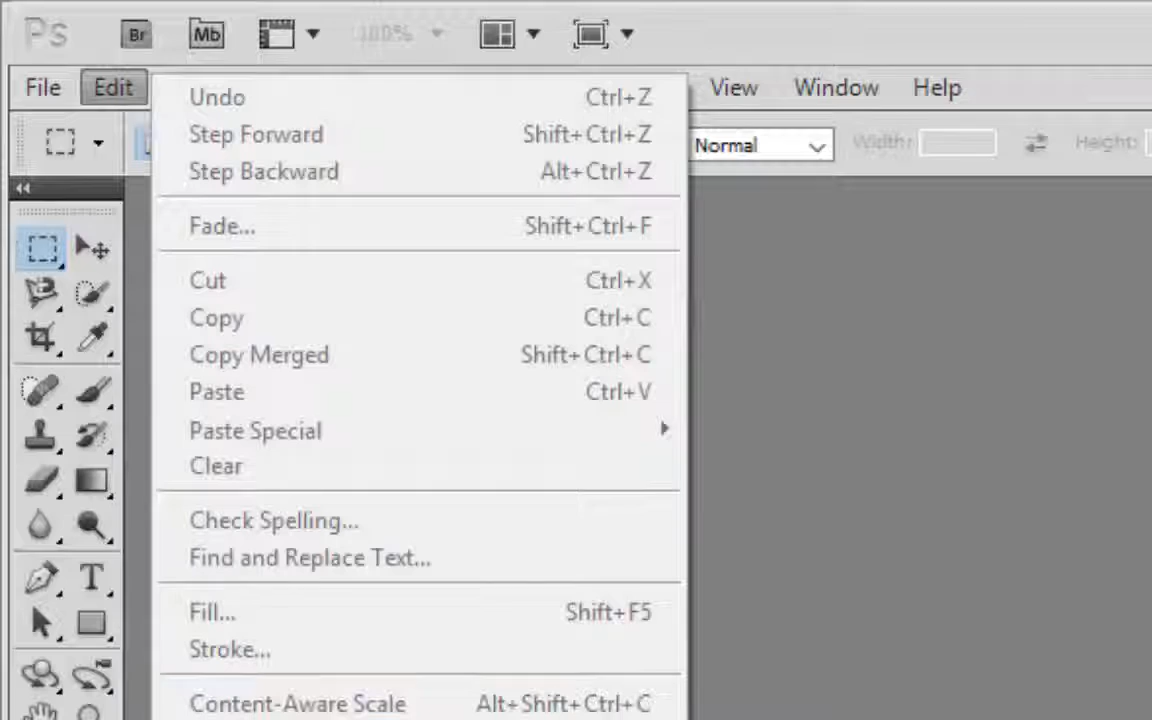 Ps Br Mb 100%
File Edit View Window Help
Normal Width: Height:
Undo Ctrl+Z
Step Forward Shift+Ctrl+Z
Step Backward Alt+Ctrl+Z
Fade... Shift+Ctrl+F
Cut Ctrl+X
Copy Ctrl+C
Copy Merged Shift+Ctrl+C
Paste Ctrl+V
Paste Special
Clear
Check Spelling...
Find and Replace Text...
Fill... Shift+F5
Stroke...
Content-Aware Scale Alt+Shift+Ctrl+C
T